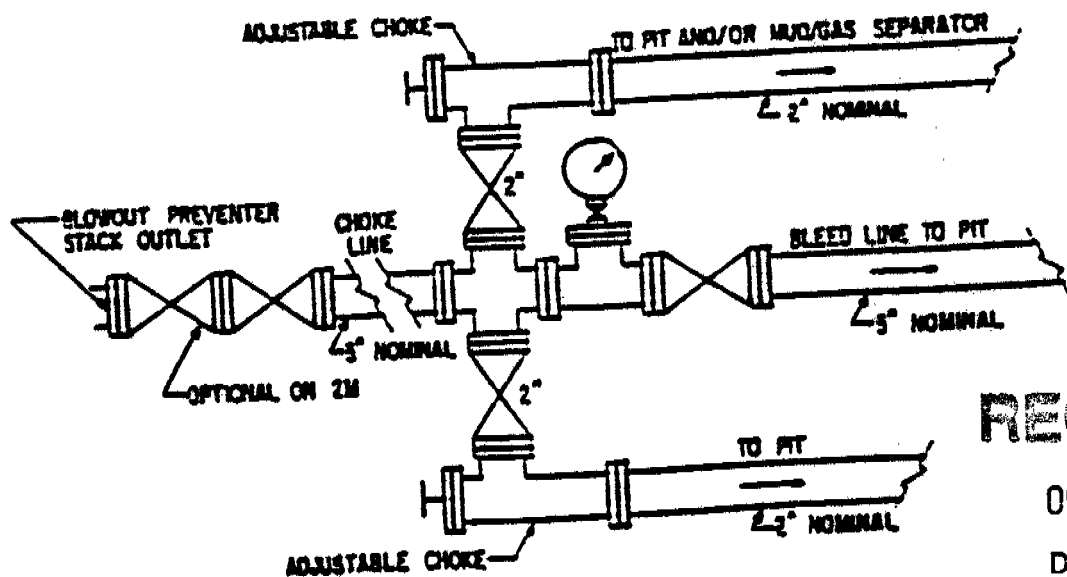 ADJUSTABLE CHOKE
TO PIT AND/OR MUD/GAS SEPARATOR
2" NOMINAL
2"
BLOWOUT PREVENTER
STACK OUTLET
CHOKE
LINE
BLEED LINE TO PIT
3" NOMINAL
3" NOMINAL
OPTIONAL ON 2M
2"
TO PIT
2" NOMINAL
ADJUSTABLE CHOKE